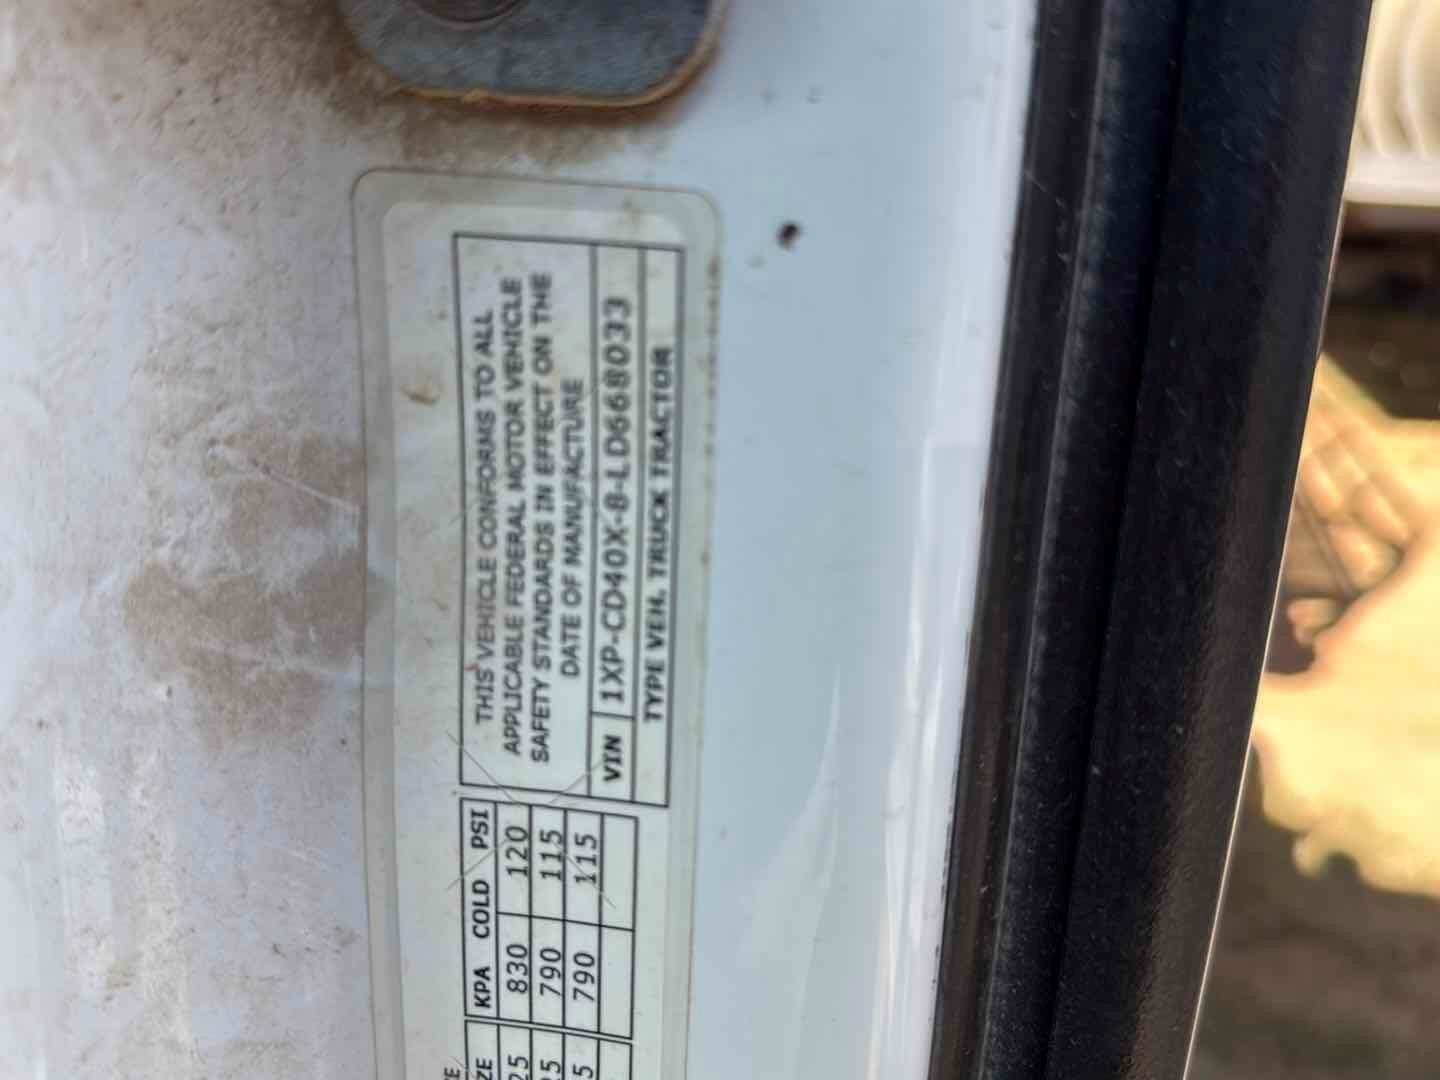 THIS VEHICLE CONFORMS TO ALL
APPLICABLE FEDERAL MOTOR VEHICLE
SAFETY STANDARDS IN EFFECT ON THE
DATE OF MANUFACTURE
VIN 1XP-CD40X-8-LD668033
TYPE VEH. TRUCK TRACTOR
KPA COLD PSI
830 120
790 115
790 115